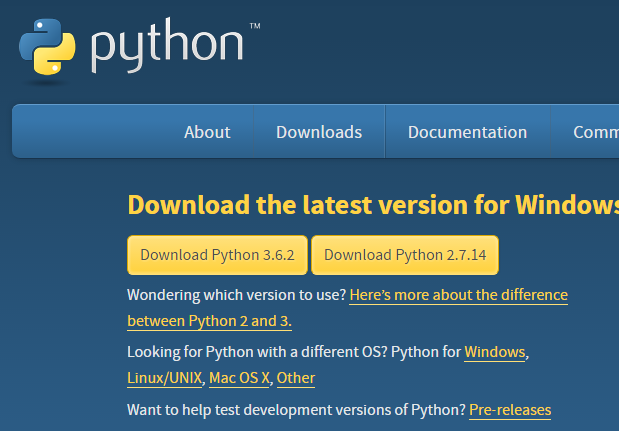 python™
About Downloads Documentation Comm
Download the latest version for Windows
Download Python 3.6.2 Download Python 2.7.14
Wondering which version to use? Here's more about the difference
between Python 2 and 3.
Looking for Python with a different OS? Python for Windows,
Linux/UNIX, Mac OS X, Other
Want to help test development versions of Python? Pre-releases